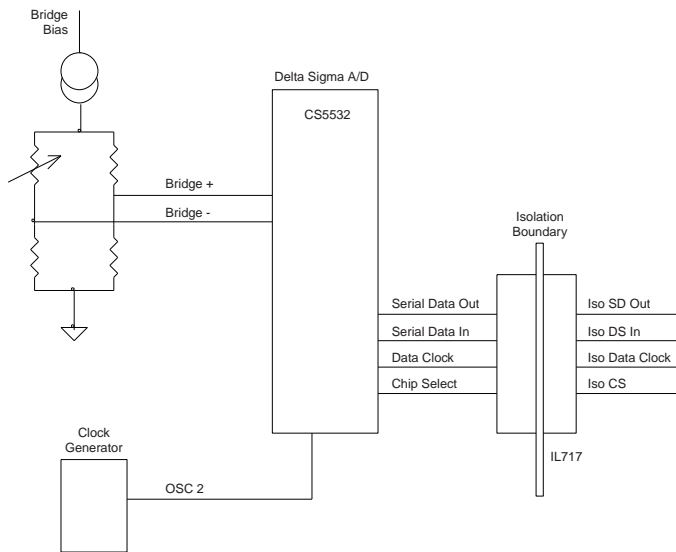 Bridge
Bias
Delta Sigma A/D
CS5532
Bridge +
Bridge -
Isolation
Boundary
Serial Data Out
Iso SD Out
Serial Data In
Iso DS In
Data Clock
Iso Data Clock
Chip Select
Iso CS
Clock
Generator
IL717
OSC 2